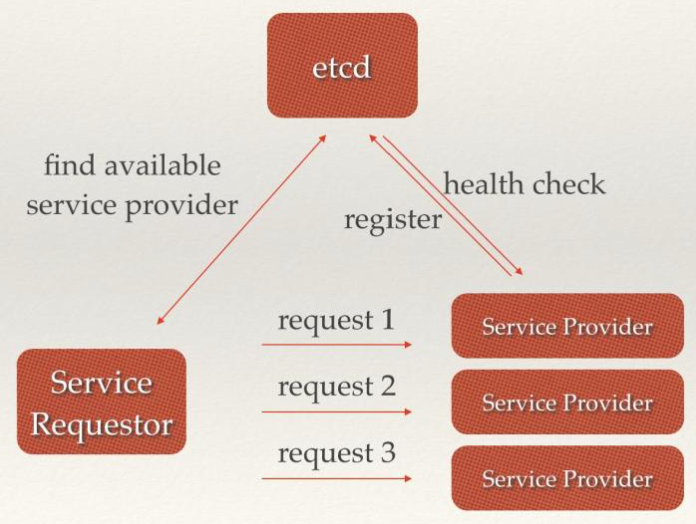 etcd
find available
service provider
health check
register
request 1
request 2
request 3
Service
Requestor
Service Provider
Service Provider
Service Provider